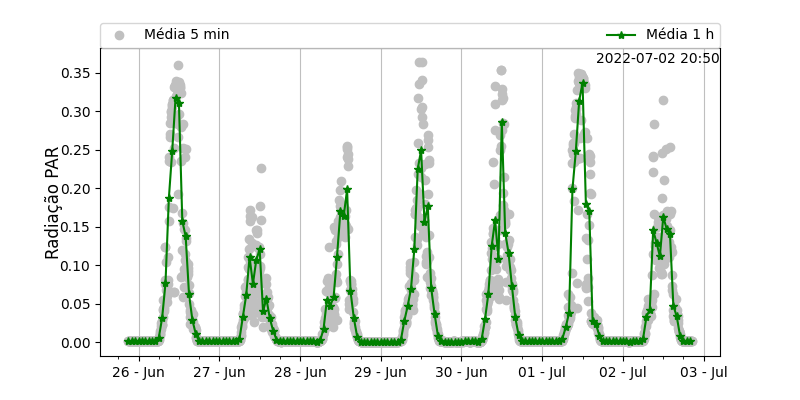 Média 5 min
Média 1 h
2022-07-02 20:50
Radiação PAR
0.35
0.30
0.25
0.20
0.15
0.10
0.05
0.00
26 - Jun
27 - Jun
28 - Jun
29 - Jun
30 - Jun
01 - Jul
02 - Jul
03 - Jul